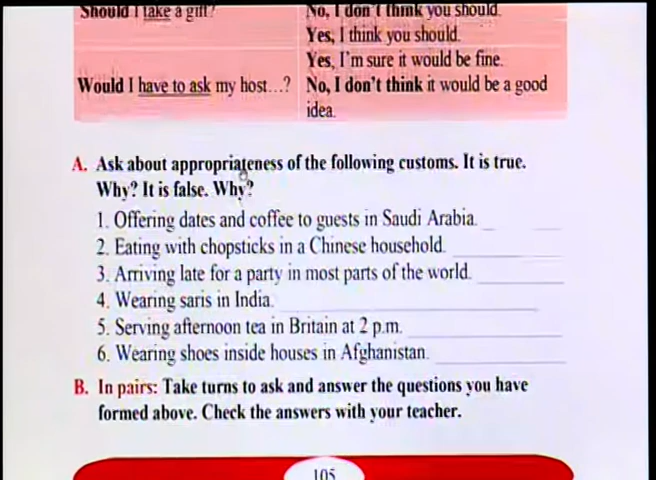 Should I take a gift? No, I don't think you should.
Yes, I think you should.
Yes, I'm sure it would be fine.
Would I have to ask my host...? No, I don't think it would be a good
idea.
A. Ask about appropriateness of the following customs. It is true.
Why? It is false. Why?
1. Offering dates and coffee to guests in Saudi Arabia.
2. Eating with chopsticks in a Chinese household.
3. Arriving late for a party in most parts of the world.
4. Wearing saris in India.
5. Serving afternoon tea in Britain at 2 p.m.
6. Wearing shoes inside houses in Afghanistan.
B. In pairs: Take turns to ask and answer the questions you have
formed above. Check the answers with your teacher.
105